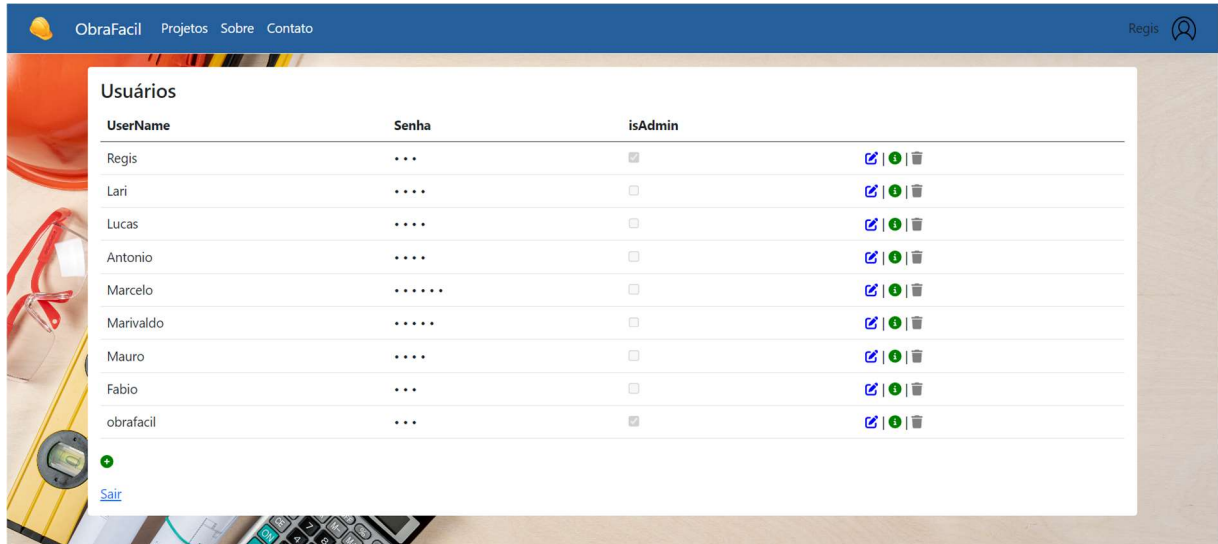 ObraFacil Projetos Sobre Contato Regis
Usuários
UserName Senha isAdmin
Regis • • • | |
Lari • • • • | |
Lucas • • • • | |
Antonio • • • • | |
Marcelo • • • • • • | |
Marivaldo • • • • • | |
Mauro • • • • | |
Fabio • • • | |
obrafacil • • • | |
Sair